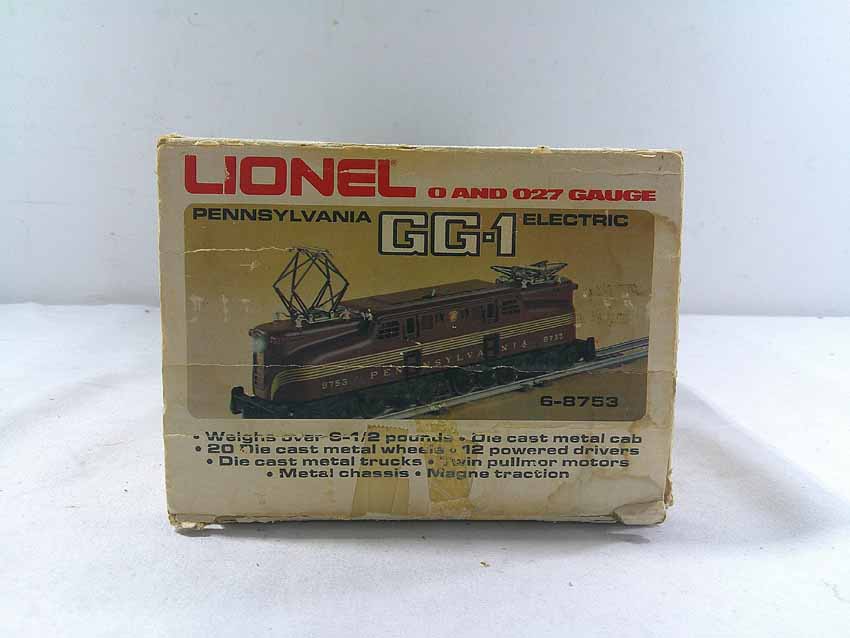 LIONEL® O AND O27 GAUGE
PENNSYLVANIA GG-1 ELECTRIC
8753 PENNSYLVANIA 8753
6-8753
• Weighs over 5-1/2 pounds • Die cast metal cab
• 20 Die cast metal wheels • 12 powered drivers
• Die cast metal trucks • Twin pullmor motors
• Metal chassis • Magne traction